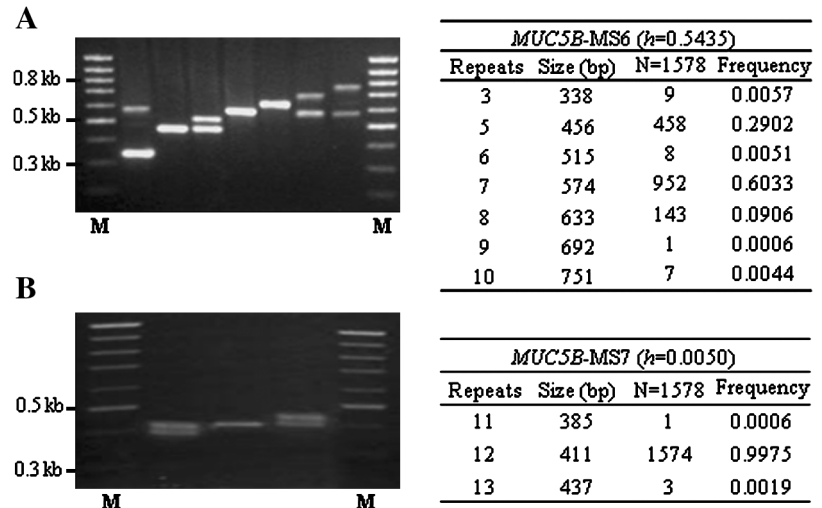 A
0.8 kb
0.5 kb
0.3 kb
M M
MUC5B-MS6 (h=0.5435)
Repeats Size (bp) N=1578 Frequency
3 338 9 0.0057
5 456 458 0.2902
6 515 8 0.0051
7 574 952 0.6033
8 633 143 0.0906
9 692 1 0.0006
10 751 7 0.0044
B
0.5 kb
0.3 kb
M M
MUC5B-MS7 (h=0.0050)
Repeats Size (bp) N=1578 Frequency
11 385 1 0.0006
12 411 1574 0.9975
13 437 3 0.0019